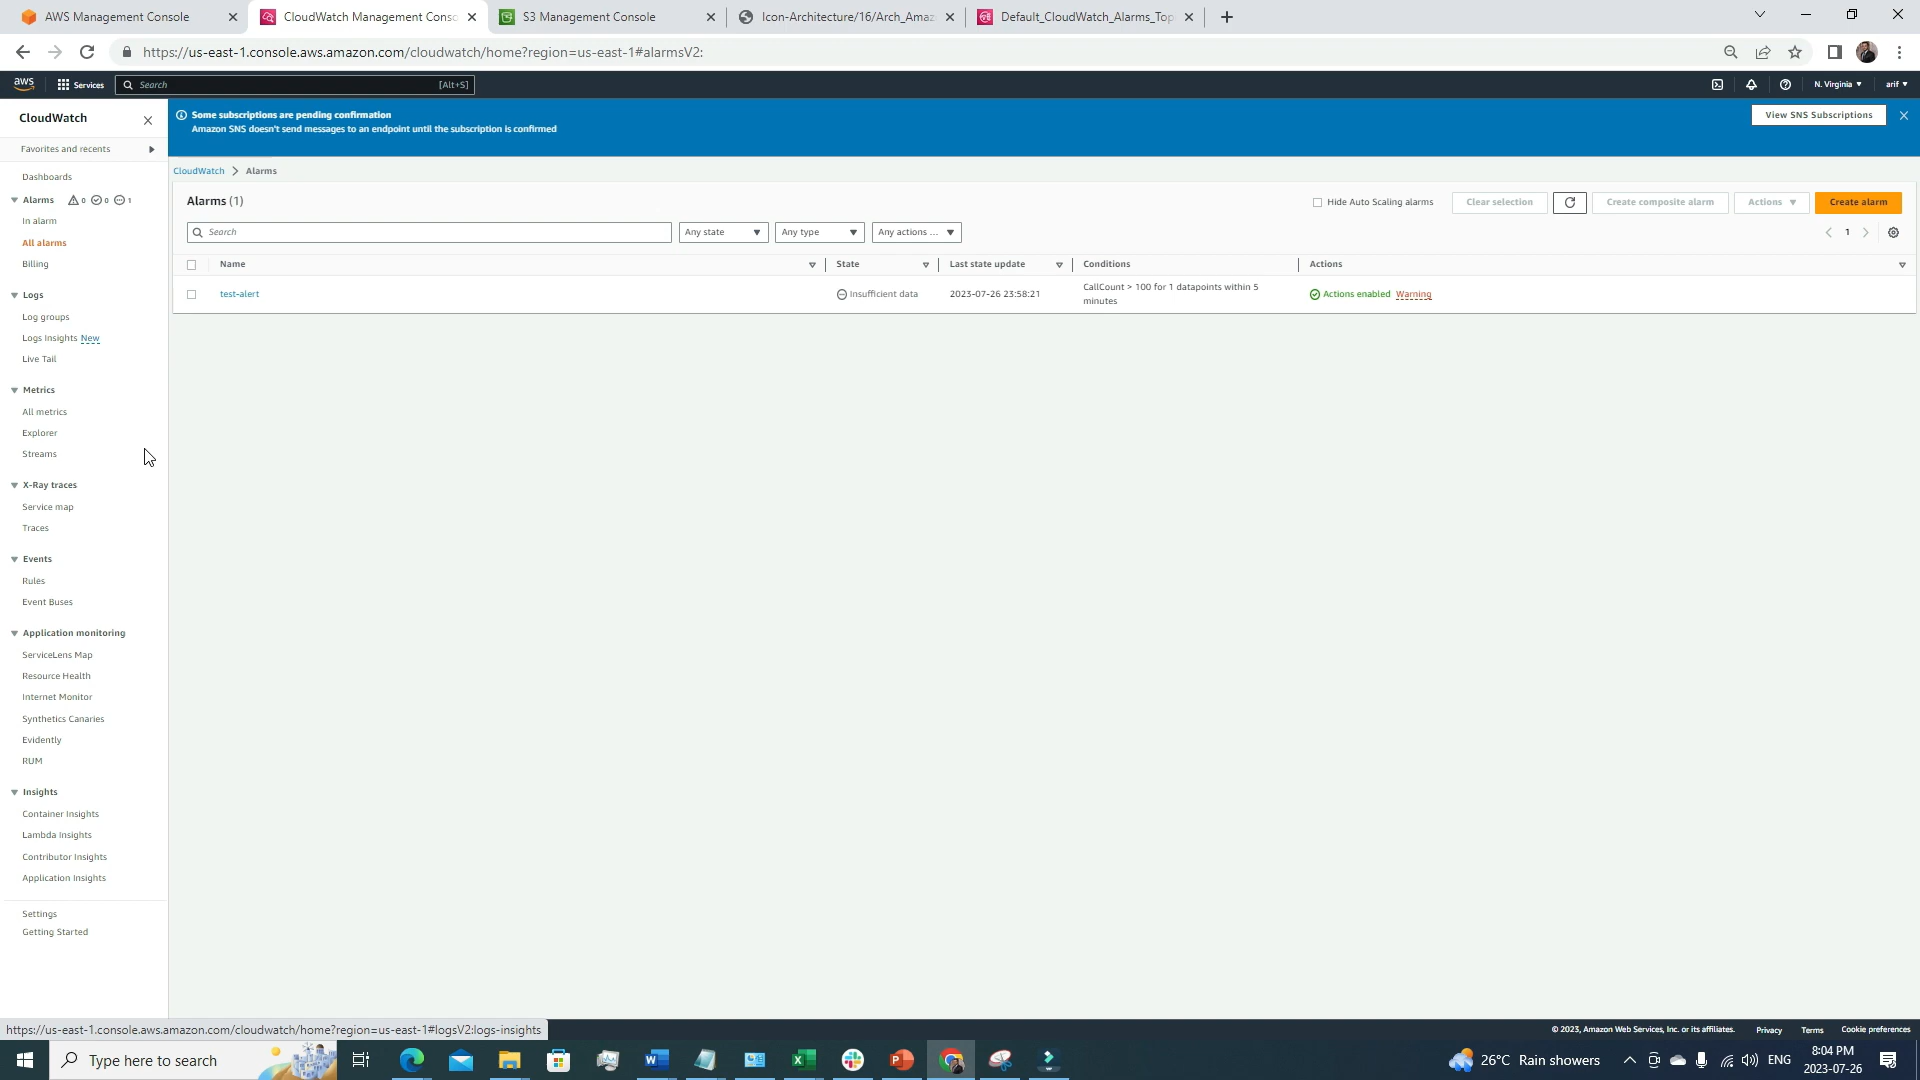 AWS Management Console
CloudWatch Management Conso
S3 Management Console
Icon-Architecture/16/Arch_Amaz
Default_CloudWatch_Alarms_Top
https://us-east-1.console.aws.amazon.com/cloudwatch/home?region=us-east-1#alarmsV2:
aws
Services
Search
[Alt+S]
N. Virginia
arif
CloudWatch
Favorites and recents
Dashboards
Alarms 0 0 1
In alarm
All alarms
Billing
Logs
Log groups
Logs Insights New
Live Tail
Metrics
All metrics
Explorer
Streams
X-Ray traces
Service map
Traces
Events
Rules
Event Buses
Application monitoring
ServiceLens Map
Resource Health
Internet Monitor
Synthetics Canaries
Evidently
RUM
Insights
Container Insights
Lambda Insights
Contributor Insights
Application Insights
Settings
Getting Started
Some subscriptions are pending confirmation
Amazon SNS doesn't send messages to an endpoint until the subscription is confirmed
View SNS Subscriptions
CloudWatch > Alarms
Alarms (1)
Hide Auto Scaling alarms
Clear selection
Create composite alarm
Actions
Create alarm
Search
Any state
Any type
Any actions ...
1
Name
State
Last state update
Conditions
Actions
test-alert
Insufficient data
2023-07-26 23:58:21
CallCount > 100 for 1 datapoints within 5
minutes
Actions enabled Warning
https://us-east-1.console.aws.amazon.com/cloudwatch/home?region=us-east-1#logsV2:logs-insights
© 2023, Amazon Web Services, Inc. or its affiliates.
Privacy
Terms
Cookie preferences
Type here to search
26°C Rain showers
ENG
8:04 PM
2023-07-26